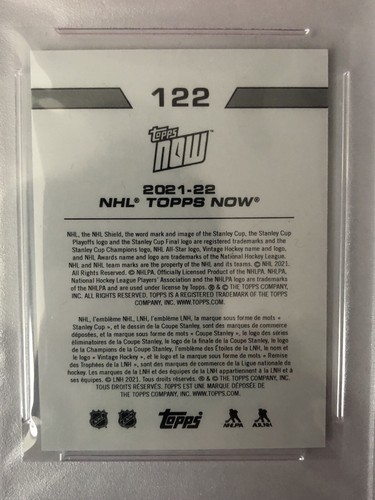 122
topps
NOW™
2021-22
NHL® TOPPS NOW®
NHL, the NHL Shield, the word mark and image of the Stanley Cup, the Stanley Cup
Playoffs logo and the Stanley Cup Final logo are registered trademarks and the
Stanley Cup Champions logo, NHL All-Star logo, Vintage Hockey name and logo,
and NHL Awards name and logo are trademarks of the National Hockey League.
NHL and NHL team marks are the property of the NHL and its teams. © NHL 2021.
All Rights Reserved. © NHLPA. Officially Licensed Product of the NHLPA. NHLPA,
National Hockey League Players' Association and the NHLPA logo are trademarks
of the NHLPA and are used under license by Topps. ® & © THE TOPPS COMPANY,
INC. ALL RIGHTS RESERVED. TOPPS IS A REGISTERED TRADEMARK OF THE TOPPS
COMPANY, INC. WWW.TOPPS.COM.
NHL, l'emblème NHL, LNH, l'emblème LNH, la marque sous forme de mots «
Stanley Cup », et le dessin de la Coupe Stanley, sont des marques de commerce
déposées, et la marque sous forme de mots « Coupe Stanley », le logo des séries
éliminatoires de la Coupe Stanley, le logo de la finale de la Coupe Stanley, le logo
de la Champions de la Coupe Stanley, l'emblème des Étoiles de la LNH, le nom et
le logo « Vintage Hockey », et le logo et la marque sous forme de mots « Remise
des Trophées de la LNH », sont des marques de commerce de la Ligue nationale de
hockey. Les marques de la LNH et des équipes de la LNH appartiennent à la LNH et à
ses équipes. © LNH 2021. Tous droits réservés. ® & © THE TOPPS COMPANY, INC.
TOUS DROITS RESERVES. TOPPS EST UNE MARQUE DÉPOSÉE DE
THE TOPPS COMPANY, INC. WWW.TOPPS.COM.
topps
NHLPA
AJLNH